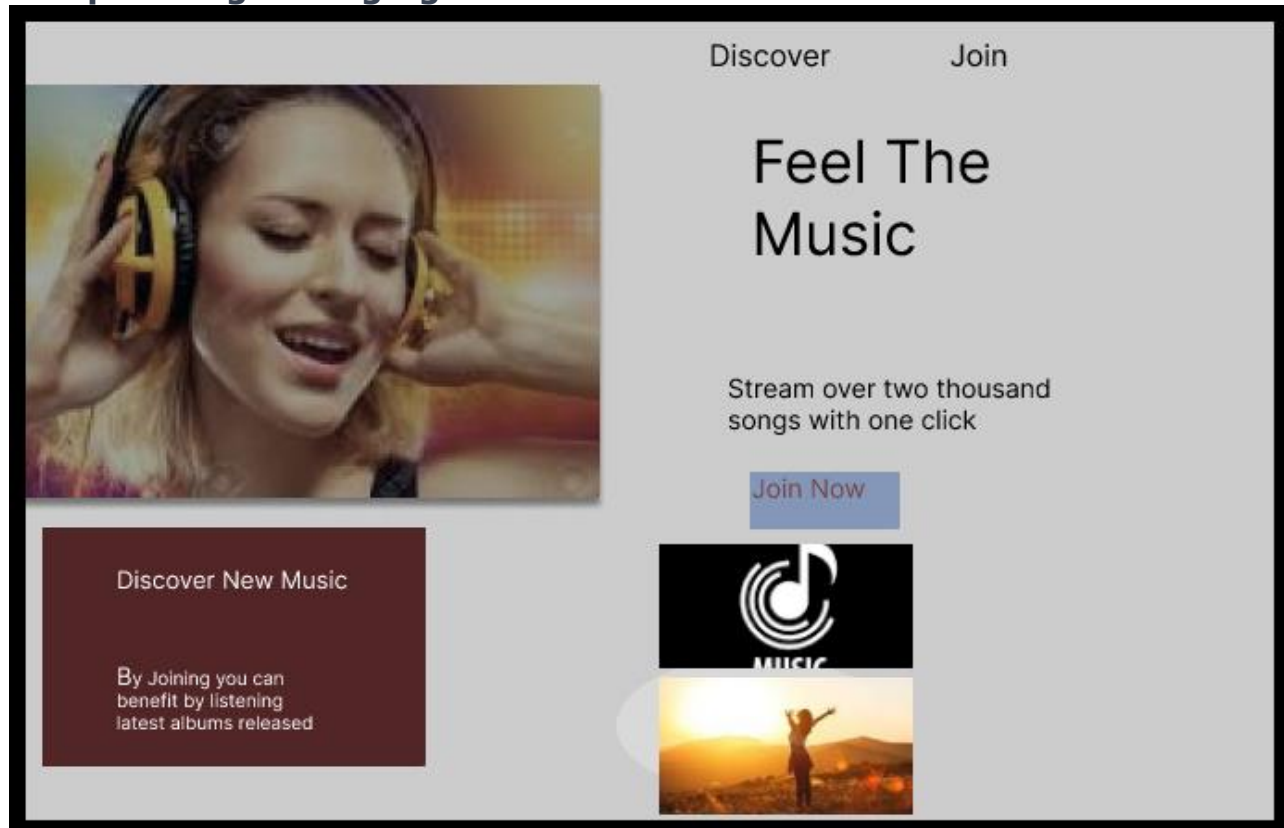 Discover Join
Feel The
Music
Stream over two thousand
songs with one click
Join Now
Discover New Music
By Joining you can
benefit by listening
latest albums released
MUSIC